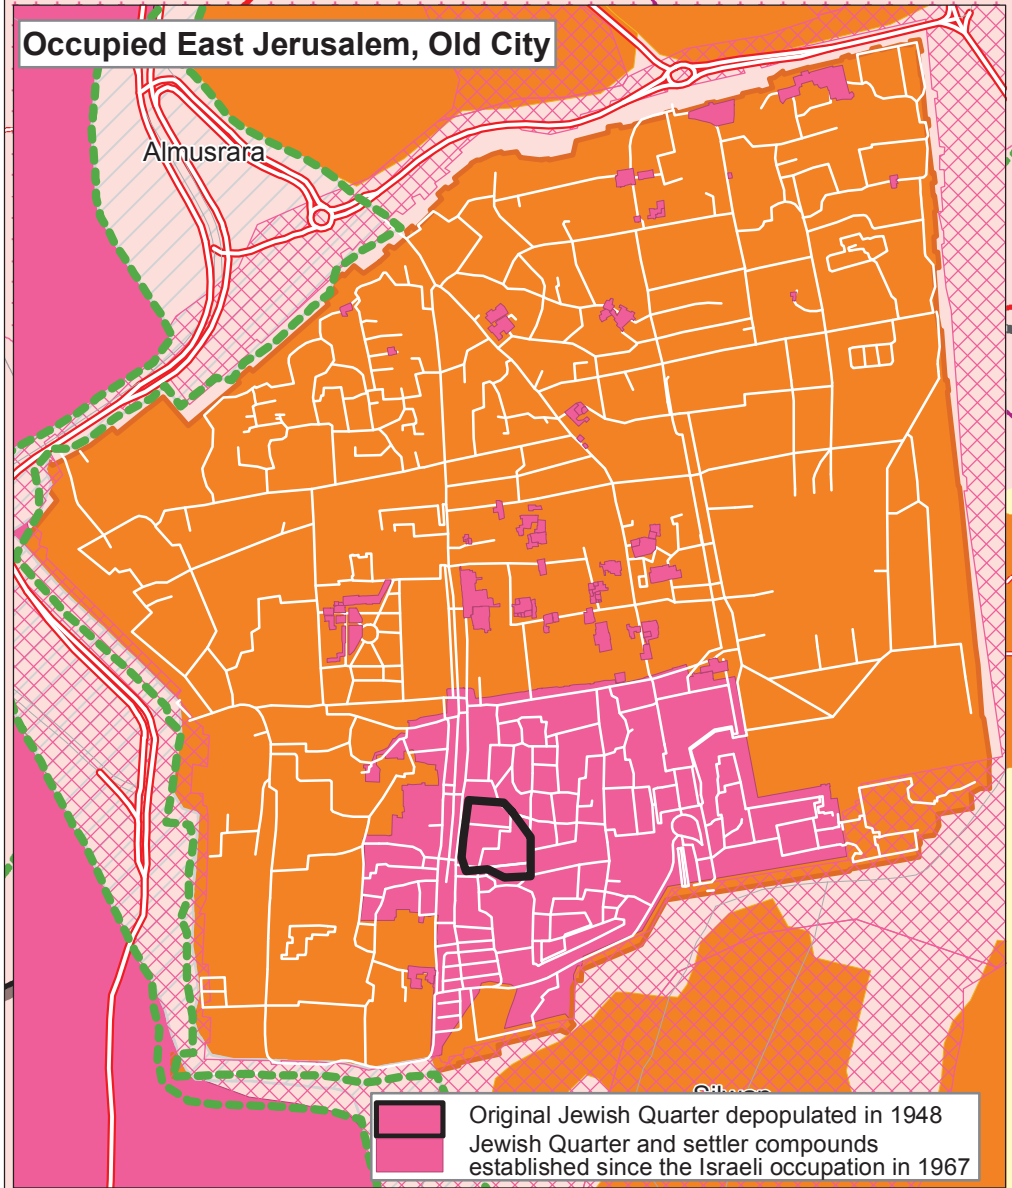 Occupied East Jerusalem, Old City
Almusrara
Original Jewish Quarter depopulated in 1948
Jewish Quarter and settler compounds
established since the Israeli occupation in 1967